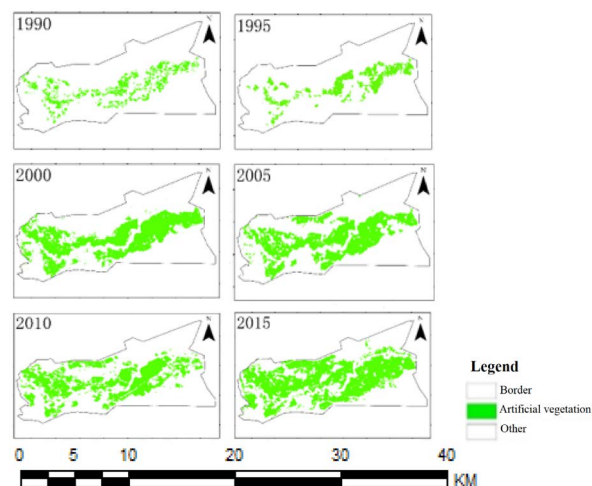 1990
N
1995
N
2000
N
2005
N
2010
N
2015
N
Legend
Border
Artificial vegetation
Other
0 5 10 20 30 40
KM